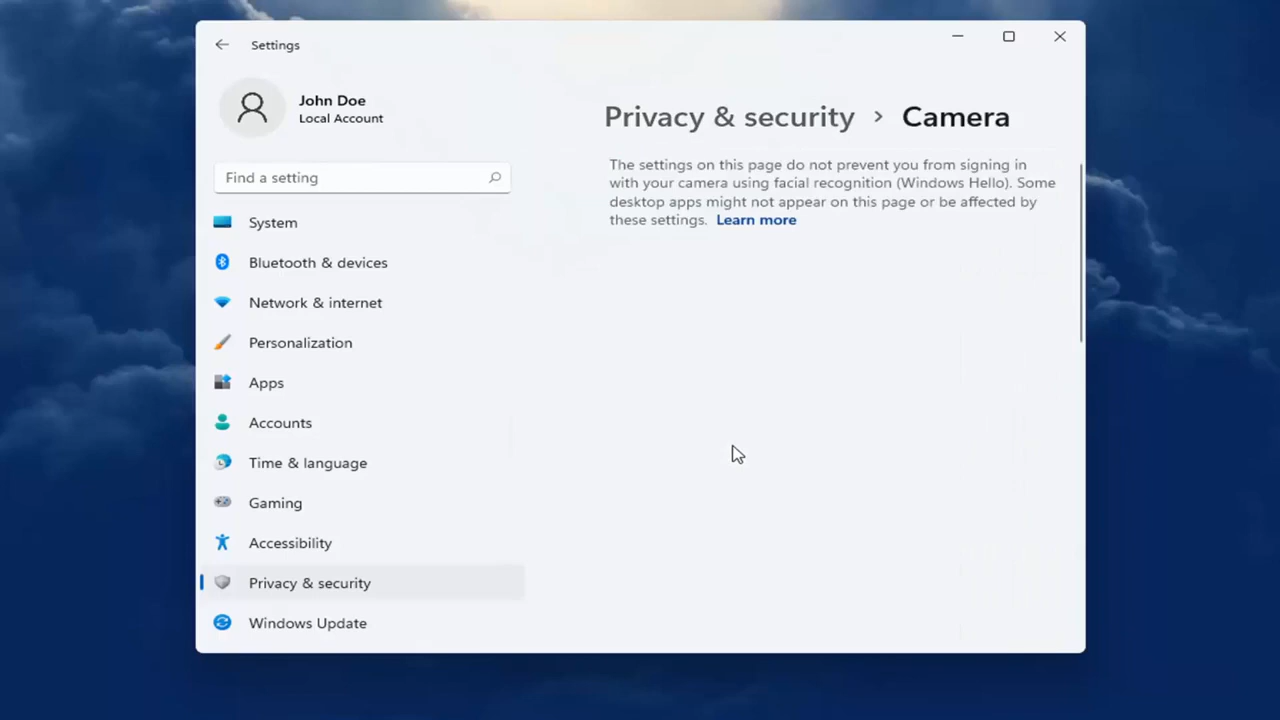 Settings
John Doe
Local Account
Find a setting
System
Bluetooth & devices
Network & internet
Personalization
Apps
Accounts
Time & language
Gaming
Accessibility
Privacy & security
Windows Update
Privacy & security > Camera
The settings on this page do not prevent you from signing in
with your camera using facial recognition (Windows Hello). Some
desktop apps might not appear on this page or be affected by
these settings. Learn more